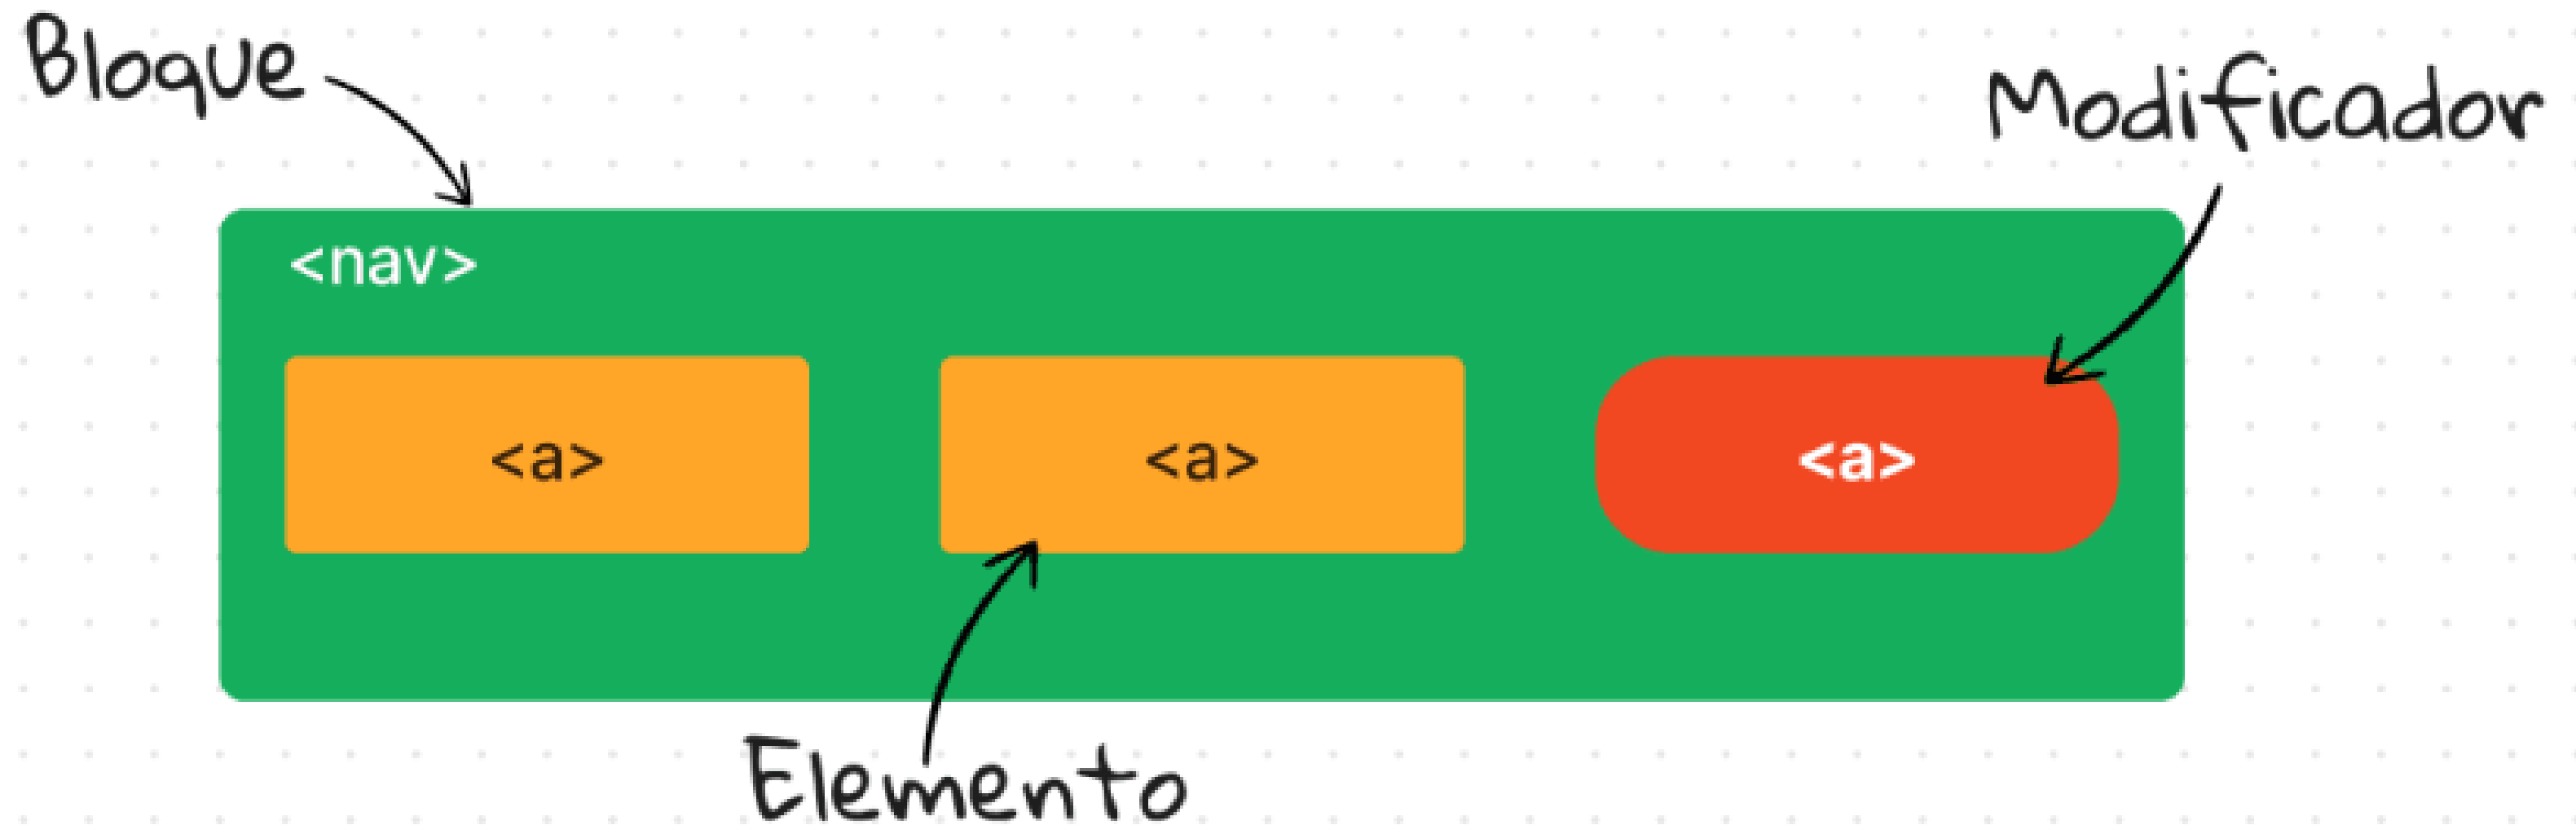 Bloque
Modificador
<nav>
<a>
<a>
<a>
Elemento